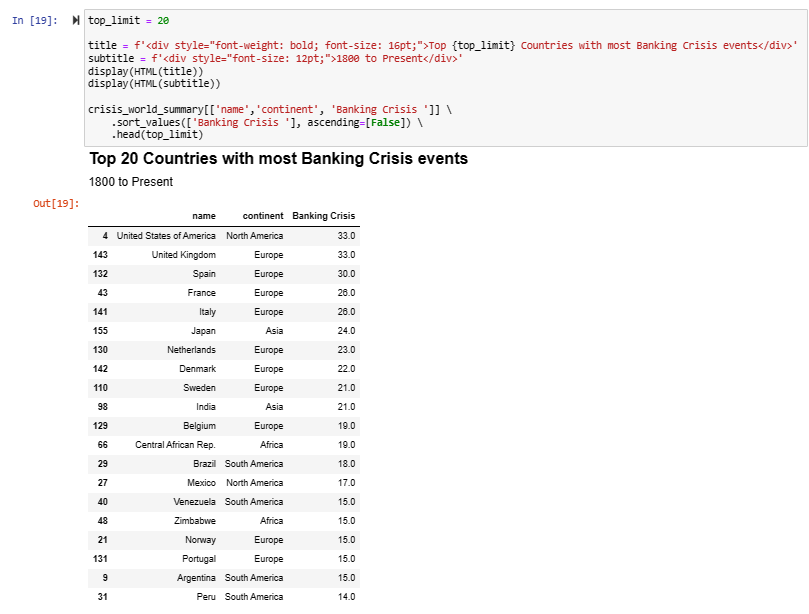 In [19]: top_limit = 20
title = f'<div style="font-weight: bold; font-size: 16pt;">Top {top_limit} Countries with most Banking Crisis events</div>'
subtitle = f'<div style="font-size: 12pt;">1800 to Present</div>'
display(HTML(title))
display(HTML(subtitle))
crisis_world_summary[['name','continent', 'Banking Crisis ']] \
.sort_values(['Banking Crisis '], ascending=[False]) \
.head(top_limit)
Top 20 Countries with most Banking Crisis events
1800 to Present
Out[19]:
name continent Banking Crisis
4 United States of America North America 33.0
143 United Kingdom Europe 33.0
132 Spain Europe 30.0
43 France Europe 26.0
141 Italy Europe 26.0
155 Japan Asia 24.0
130 Netherlands Europe 23.0
142 Denmark Europe 22.0
110 Sweden Europe 21.0
98 India Asia 21.0
129 Belgium Europe 19.0
66 Central African Rep. Africa 19.0
29 Brazil South America 18.0
27 Mexico North America 17.0
40 Venezuela South America 15.0
48 Zimbabwe Africa 15.0
21 Norway Europe 15.0
131 Portugal Europe 15.0
9 Argentina South America 15.0
31 Peru South America 14.0